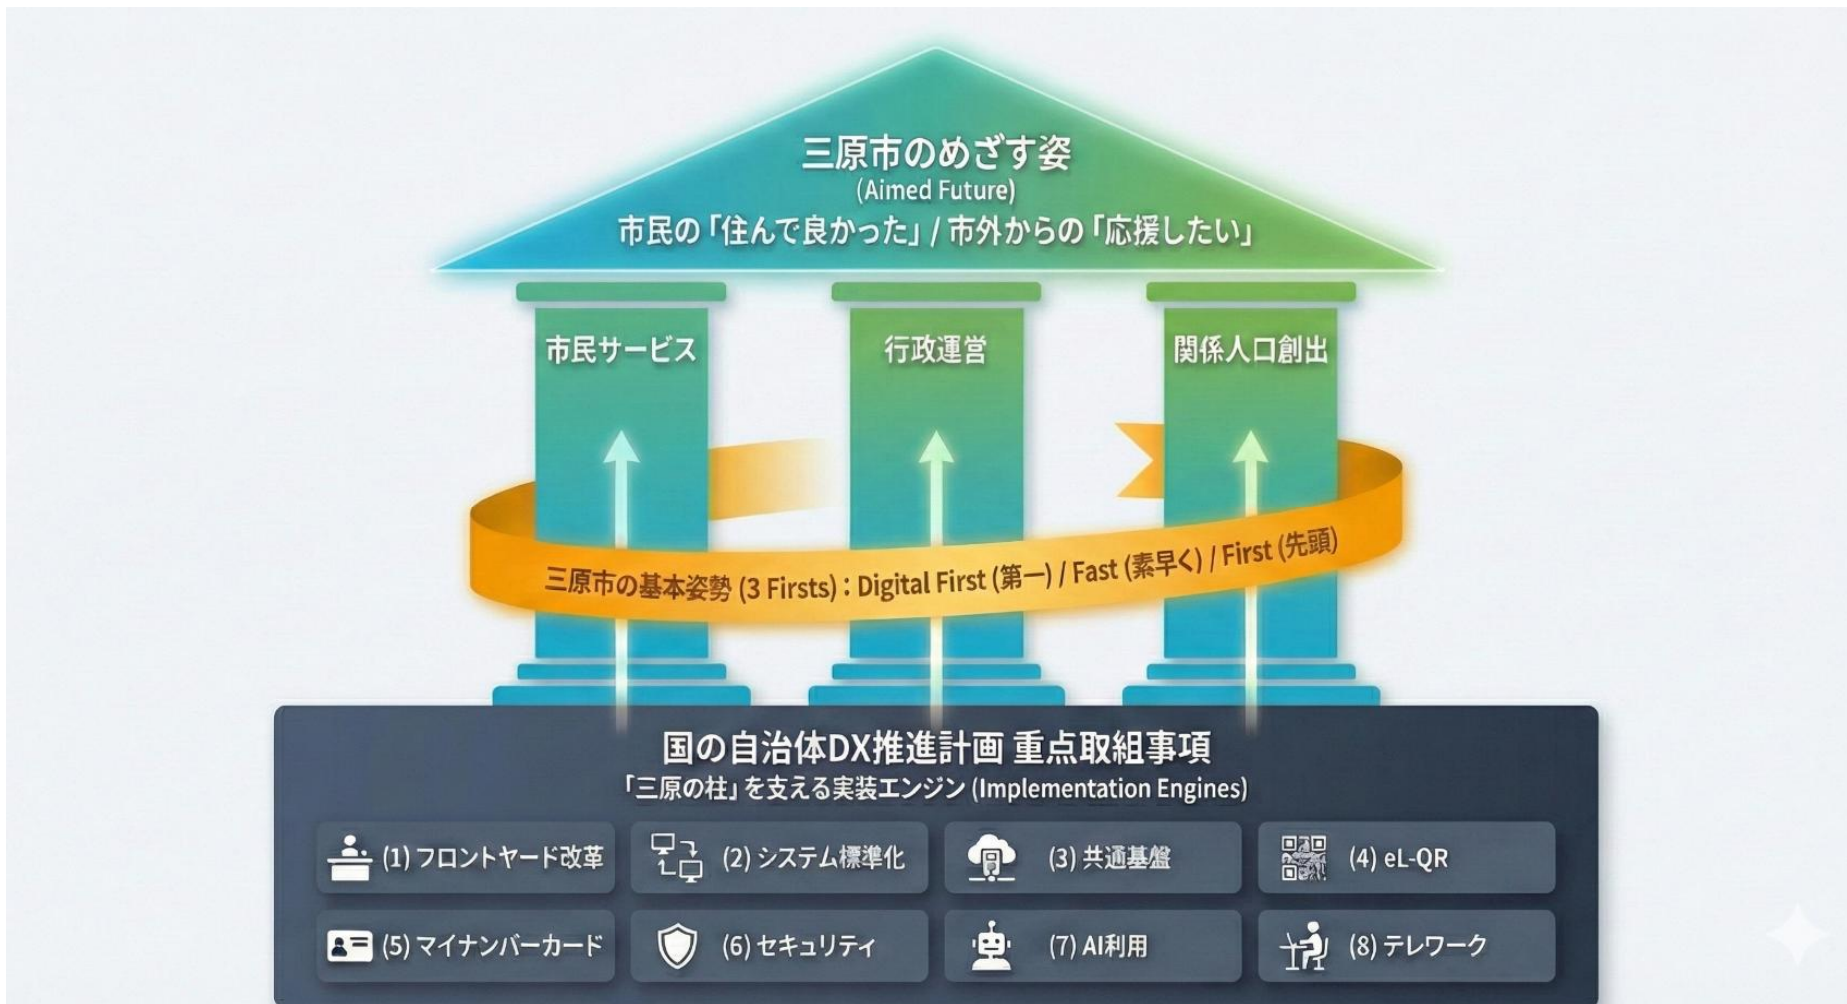 三原市のめざす姿
(Aimed Future)
市民の「住んで良かった」/ 市外からの「応援したい」
市民サービス
行政運営
関係人口創出
三原市の基本姿勢 (3 Firsts)：Digital First (第一) / Fast (素早く) / First (先頭)
国の自治体DX推進計画 重点取組事項
「三原の柱」を支える実装エンジン (Implementation Engines)
(1) フロントヤード改革
(2) システム標準化
(3) 共通基盤
(4) eL-QR
(5) マイナンバーカード
(6) セキュリティ
(7) AI利用
(8) テレワーク